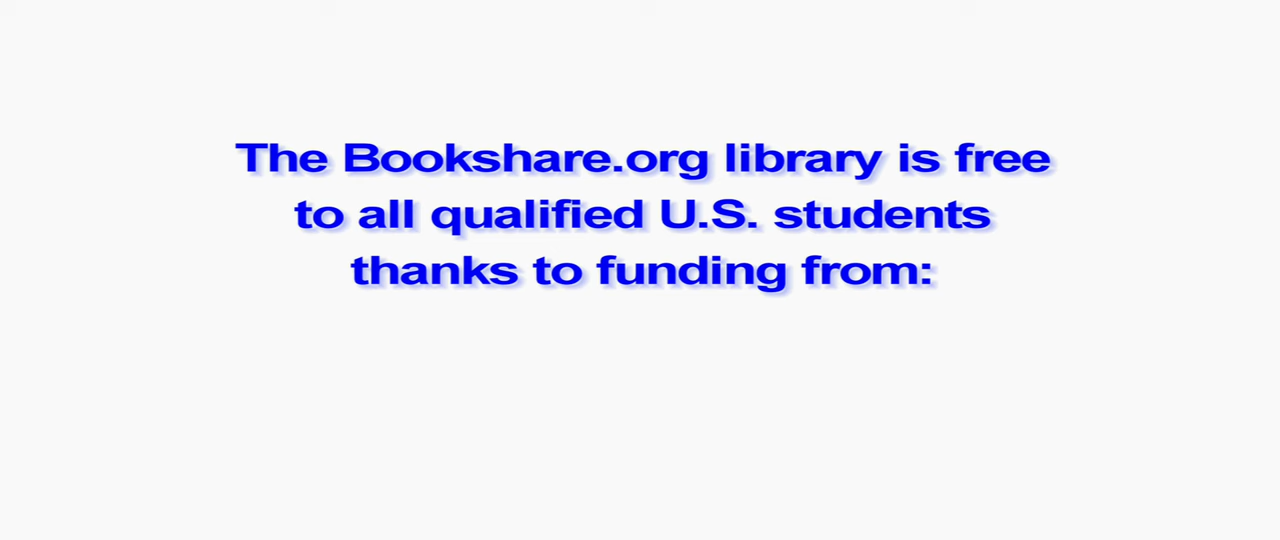 The Bookshare.org library is free
to all qualified U.S. students
thanks to funding from: